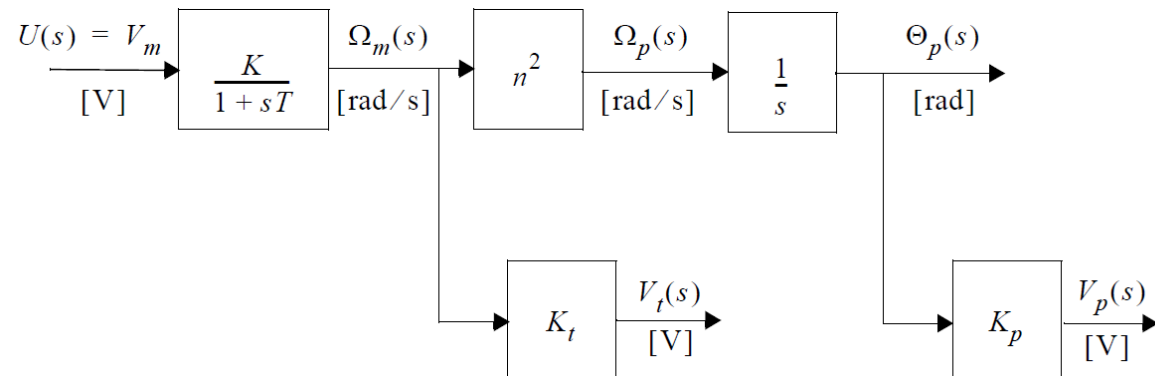 U(s) = V_m
[V]
K
1 + sT
Ω_m(s)
[rad/s]
n^2
Ω_p(s)
[rad/s]
1
s
Θ_p(s)
[rad]
K_t
V_t(s)
[V]
K_p
V_p(s)
[V]